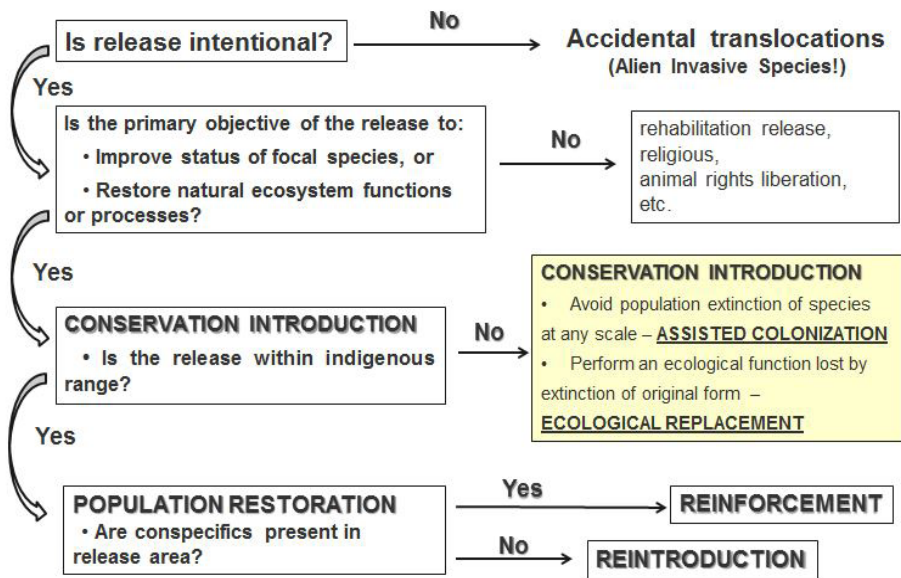 Is release intentional?
No
Accidental translocations
(Alien Invasive Species!)
Yes
Is the primary objective of the release to:
• Improve status of focal species, or
• Restore natural ecosystem functions
or processes?
No
rehabilitation release,
religious,
animal rights liberation,
etc.
Yes
CONSERVATION INTRODUCTION
• Is the release within indigenous
range?
No
CONSERVATION INTRODUCTION
• Avoid population extinction of species
at any scale – ASSISTED COLONIZATION
• Perform an ecological function lost by
extinction of original form –
ECOLOGICAL REPLACEMENT
Yes
POPULATION RESTORATION
• Are conspecifics present in
release area?
Yes
REINFORCEMENT
No
REINTRODUCTION